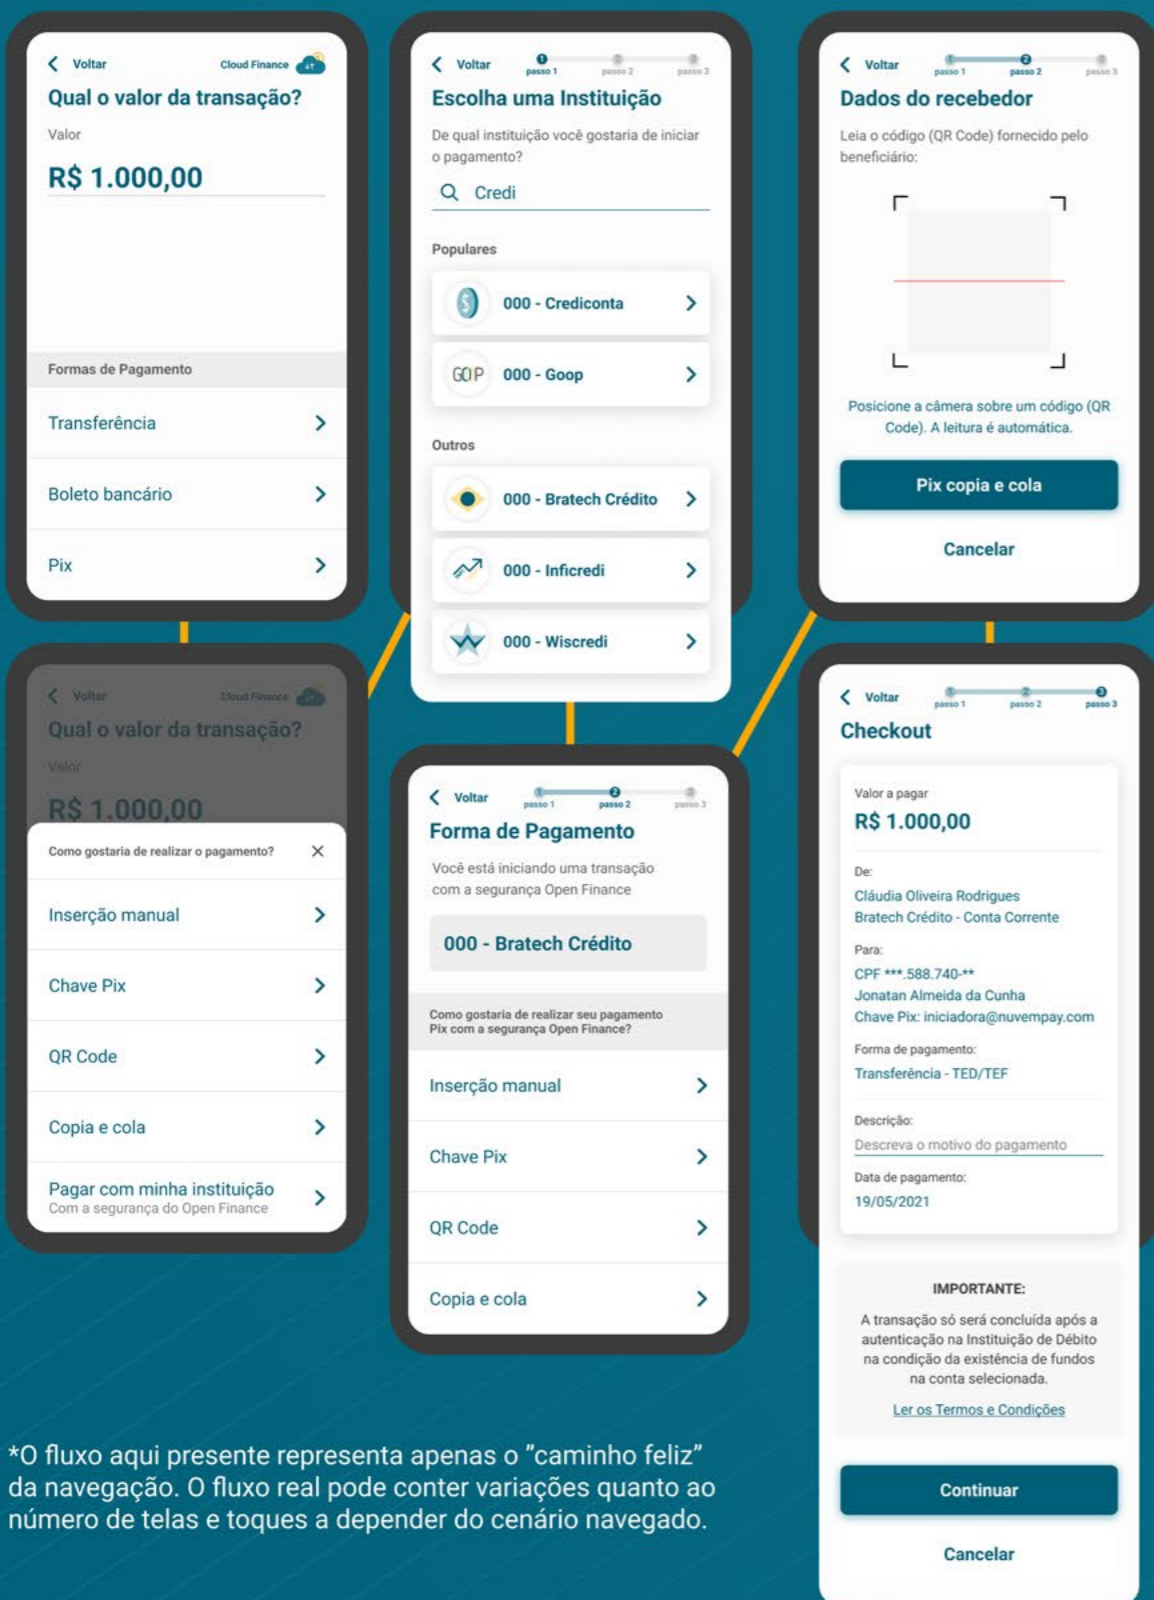 Voltar
Cloud Finance
Qual o valor da transação?
Valor
R$ 1.000,00
Formas de Pagamento
Transferência
Boleto bancário
Pix
Voltar
Cloud Finance
Qual o valor da transação?
Valor
R$ 1.000,00
Como gostaria de realizar o pagamento?
Inserção manual
Chave Pix
QR Code
Copia e cola
Pagar com minha instituição
Com a segurança do Open Finance
Voltar
1 2 3
passo 1 passo 2 passo 3
Escolha uma Instituição
De qual instituição você gostaria de iniciar
o pagamento?
Credi
Populares
000 - Crediconta
000 - Goop
Outros
000 - Bratech Crédito
000 - Inficredi
000 - Wiscredi
Voltar
1 2 3
passo 1 passo 2 passo 3
Forma de Pagamento
Você está iniciando uma transação
com a segurança Open Finance
000 - Bratech Crédito
Como gostaria de realizar seu pagamento
Pix com a segurança Open Finance?
Inserção manual
Chave Pix
QR Code
Copia e cola
Voltar
1 2 3
passo 1 passo 2 passo 3
Dados do recebedor
Leia o código (QR Code) fornecido pelo
beneficiário:
Posicione a câmera sobre um código (QR
Code). A leitura é automática.
Pix copia e cola
Cancelar
Voltar
1 2 3
passo 1 passo 2 passo 3
Checkout
Valor a pagar
R$ 1.000,00
De:
Cláudia Oliveira Rodrigues
Bratech Crédito - Conta Corrente
Para:
CPF ***.588.740-**
Jonatan Almeida da Cunha
Chave Pix: iniciadora@nuvempay.com
Forma de pagamento:
Transferência - TED/TEF
Descrição:
Descreva o motivo do pagamento
Data de pagamento:
19/05/2021
IMPORTANTE:
A transação só será concluída após a
autenticação na Instituição de Débito
na condição da existência de fundos
na conta selecionada.
Ler os Termos e Condições
Continuar
Cancelar
*O fluxo aqui presente representa apenas o "caminho feliz"
da navegação. O fluxo real pode conter variações quanto ao
número de telas e toques a depender do cenário navegado.